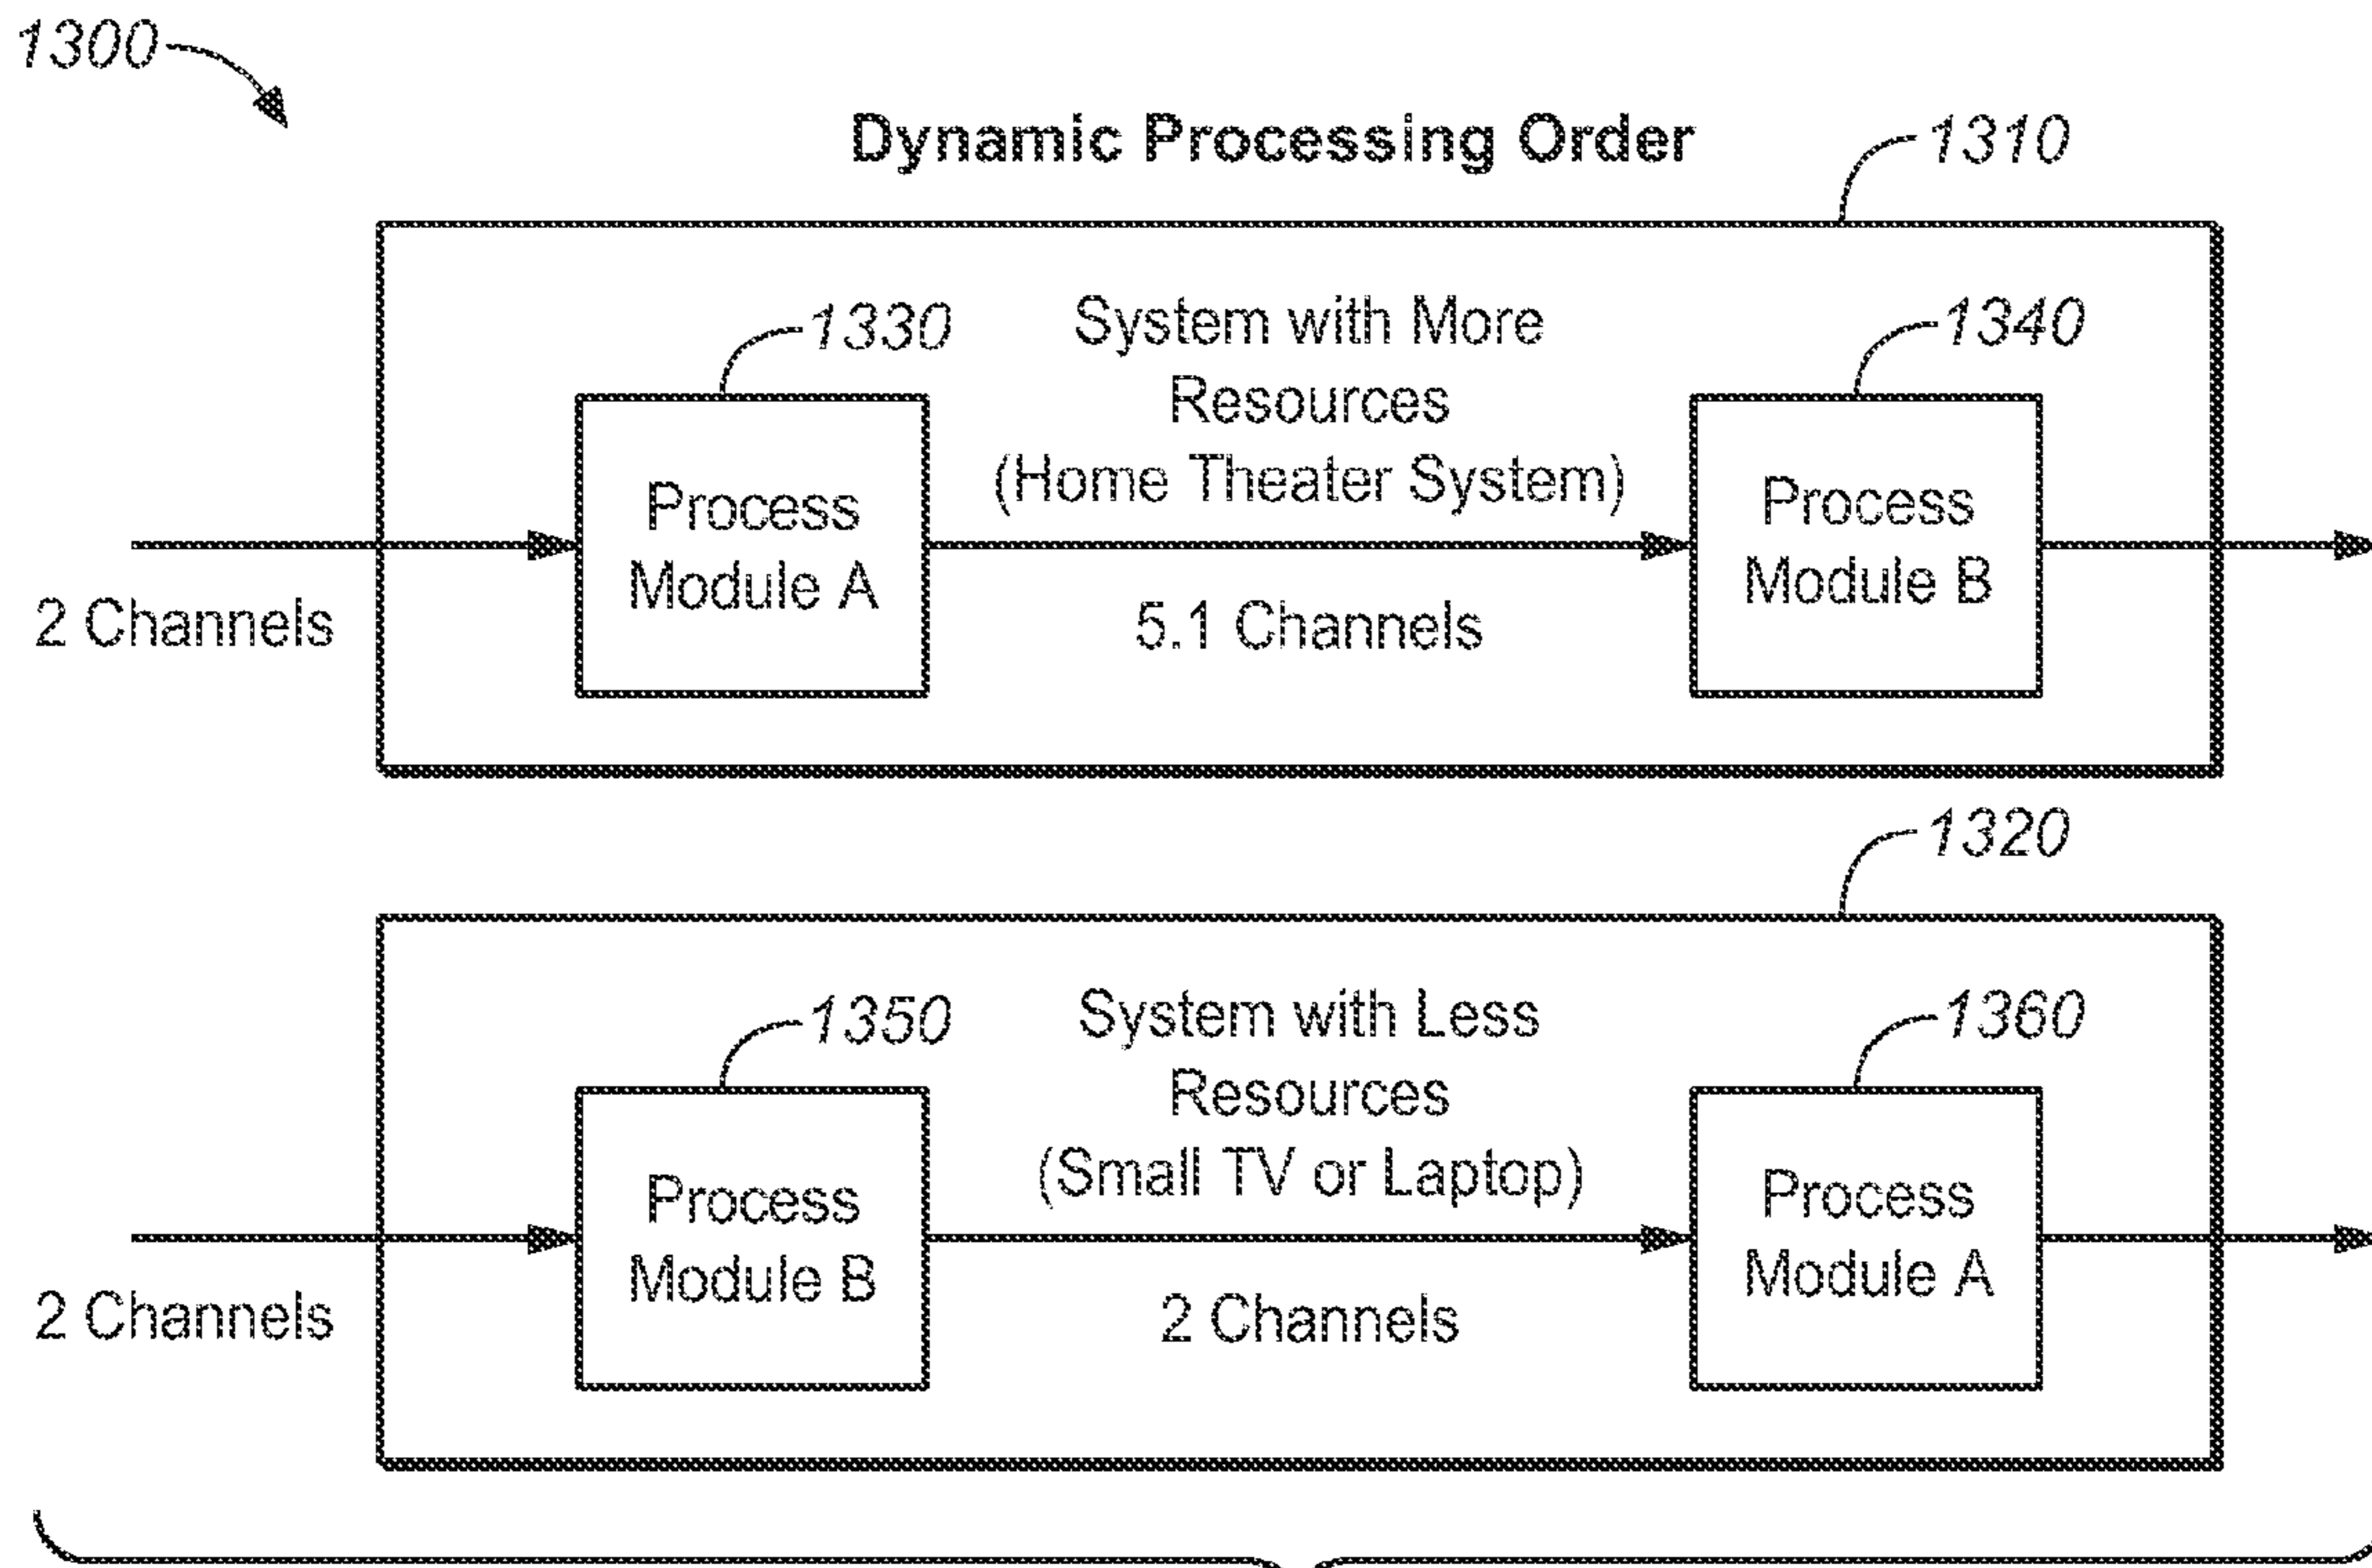 1300
Dynamic Processing Order
1310
1330
System with More
Resources
(Home Theater System)
1340
Process
Module A
Process
Module B
2 Channels
5.1 Channels
1320
1350
System with Less
Resources
(Small TV or Laptop)
1360
Process
Module B
Process
Module A
2 Channels
2 Channels